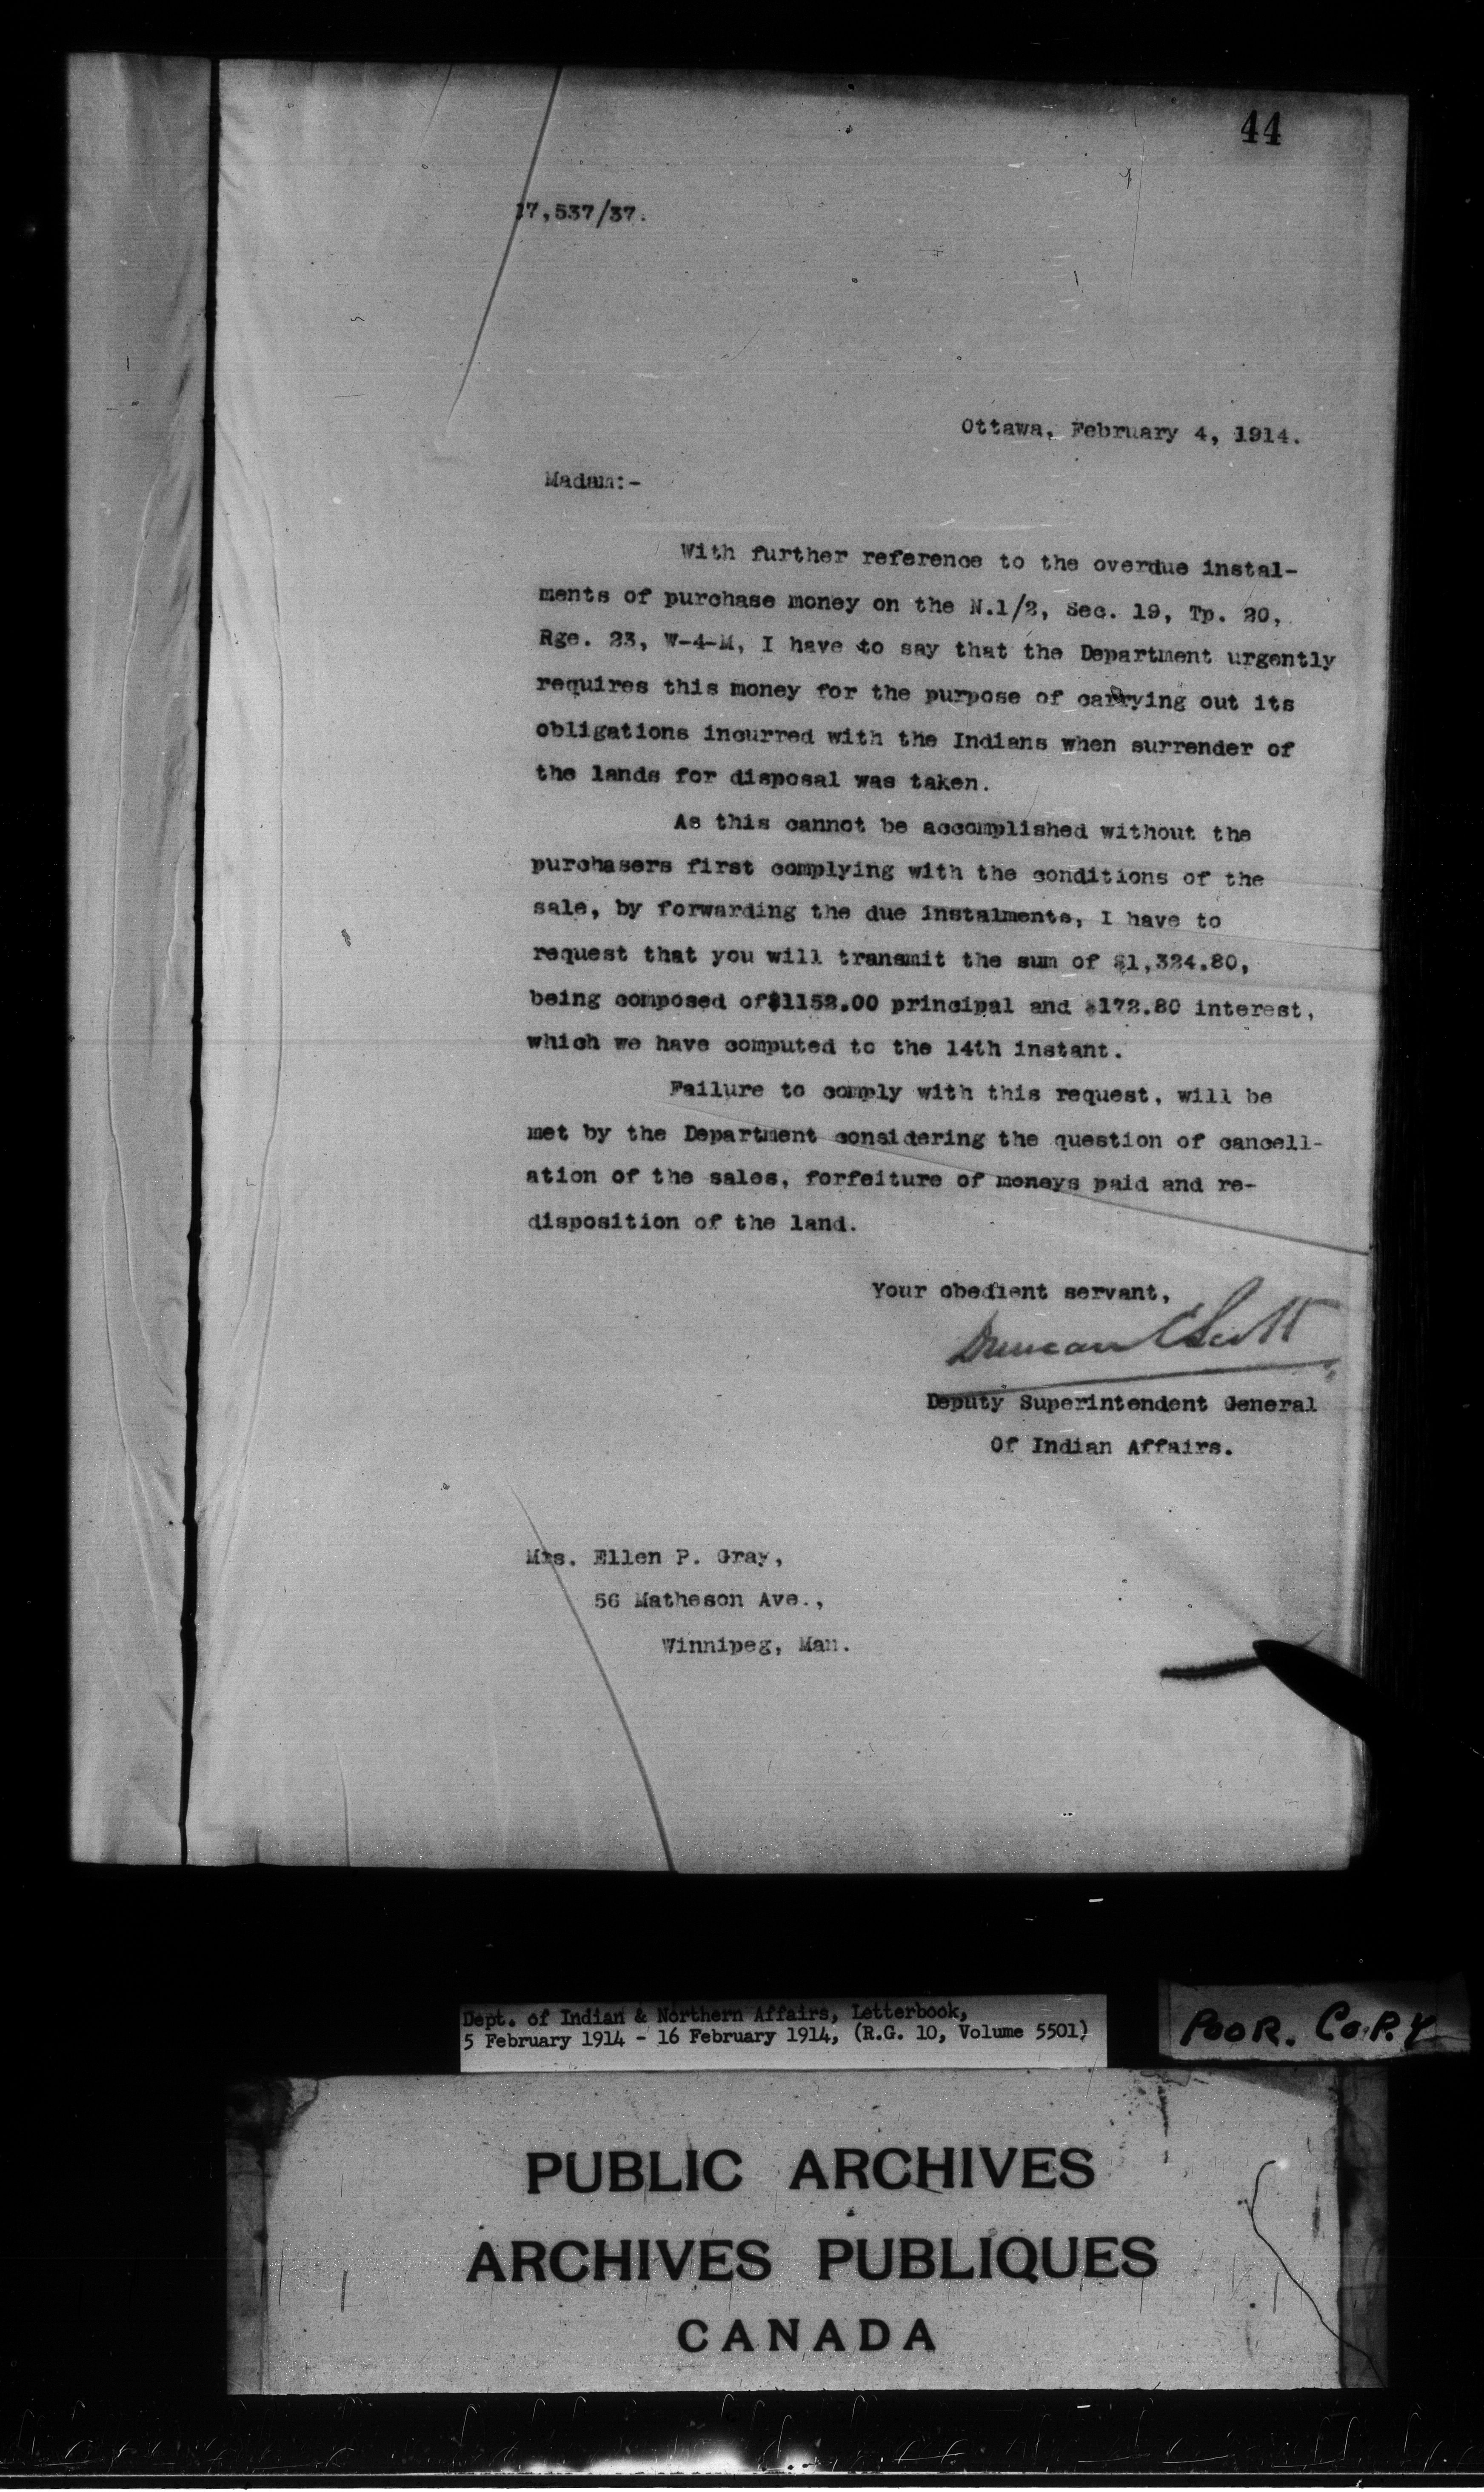 44
17,537/37.
Ottawa, February 4, 1914.
Madam:-
With further reference to the overdue instal-
ments of purchase money on the N.1/2, Sec. 19, Tp. 20,
Rge. 23, W-4-M, I have to say that the Department urgently
requires this money for the purpose of carrying out its
obligations incurred with the Indians when surrender of
the lands for disposal was taken.
As this cannot be accomplished without the
purchasers first complying with the conditions of the
sale, by forwarding the due instalments, I have to
request that you will transmit the sum of $1,324.80,
being composed of$1152.00 principal and $172.80 interest,
which we have computed to the 14th instant.
Failure to comply with this request, will be
met by the Department considering the question of cancell-
ation of the sales, forfeiture of moneys paid and re-
disposition of the land.
Your obedient servant,
Duncan C Scott
Deputy Superintendent General
Of Indian Affairs.
Mrs. Ellen P. Gray,
56 Matheson Ave.,
Winnipeg, Man.
Dept. of Indian & Northern Affairs, Letterbook,
5 February 1914 - 16 February 1914, (R.G. 10, Volume 5501)
POOR. COPY
PUBLIC ARCHIVES
ARCHIVES PUBLIQUES
CANADA